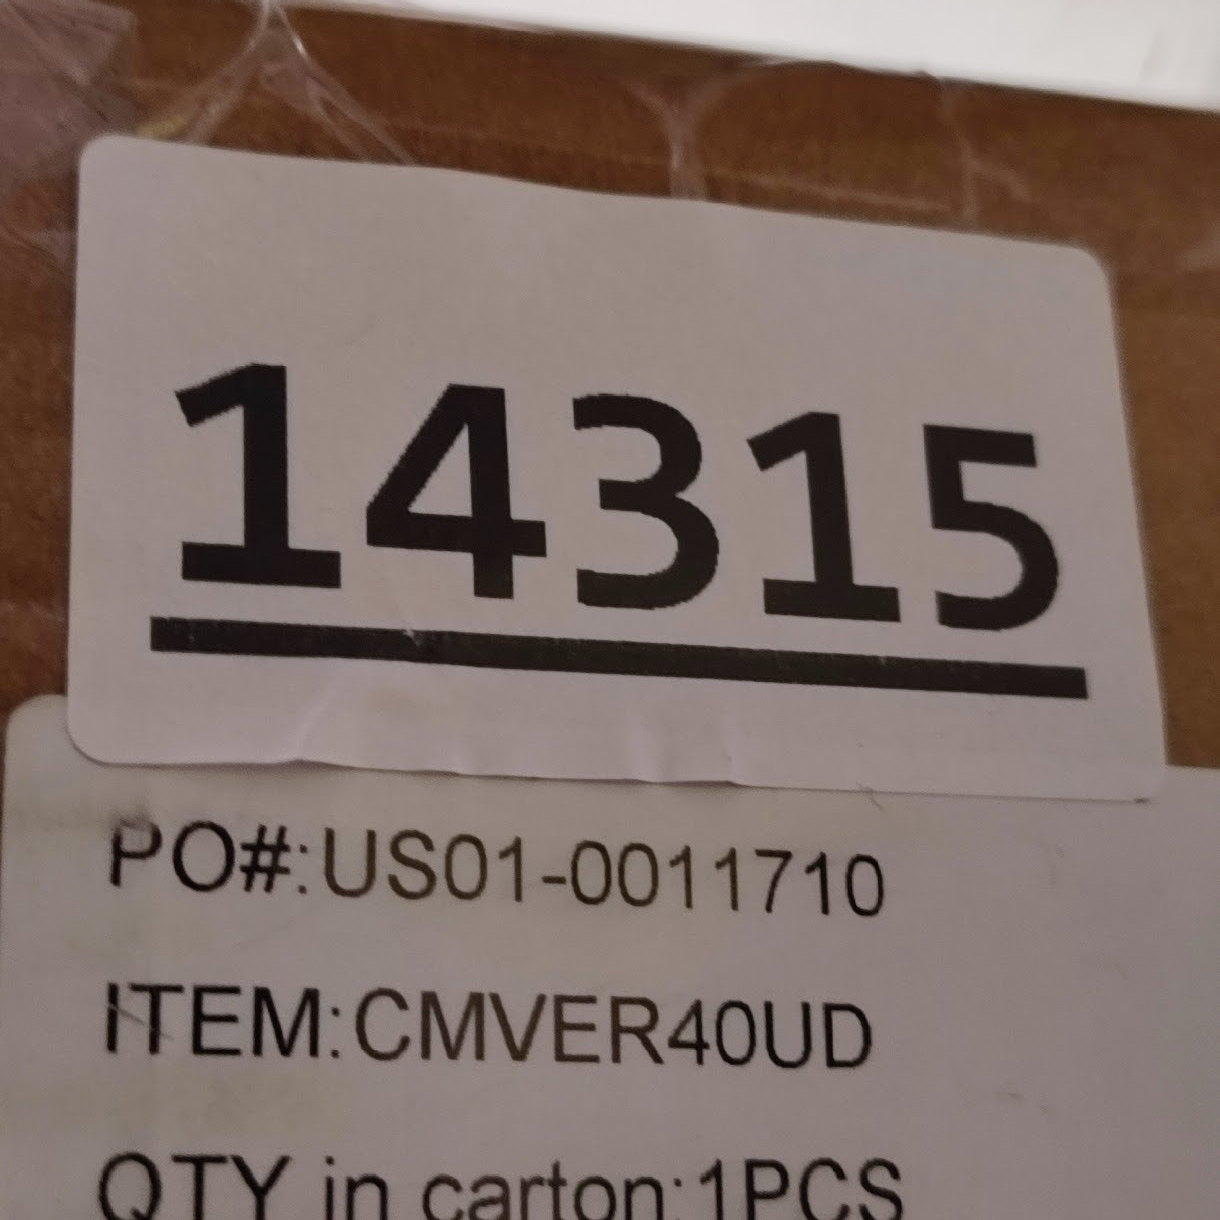 14315
PO#:US01-0011710
ITEM:CMVER40UD
QTY in carton:1PCS